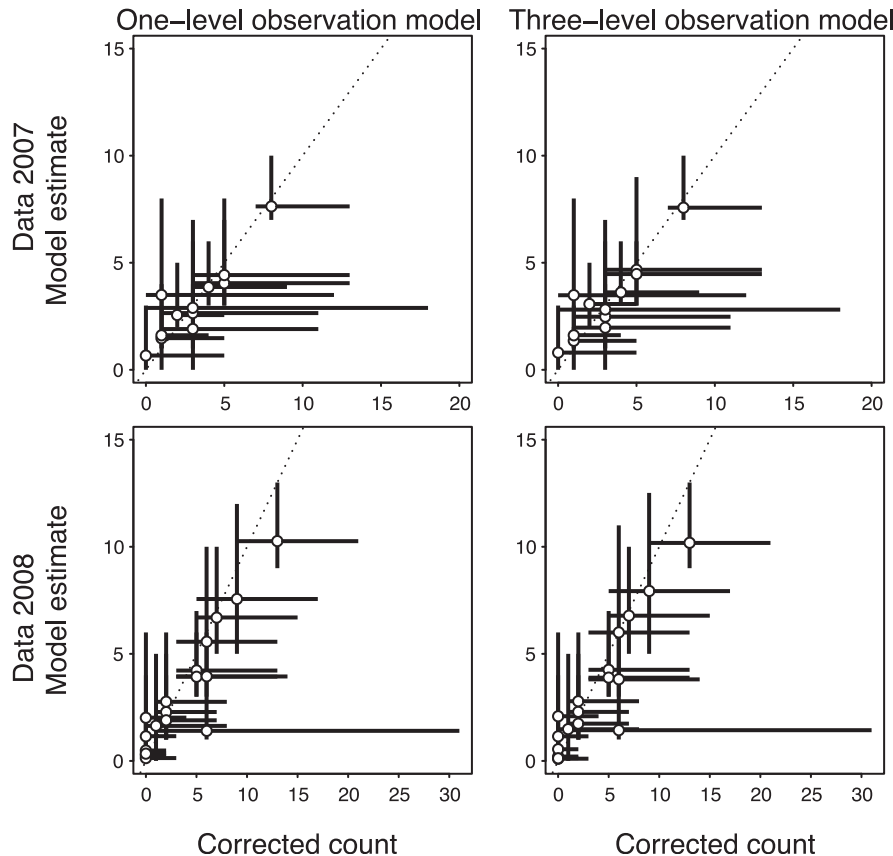 One–level observation model
Three–level observation model
Data 2007
Model estimate
15
10
5
0
0 5 10 15 20
15
10
5
0
0 5 10 15 20
Data 2008
Model estimate
15
10
5
0
0 5 10 15 20 25 30
15
10
5
0
0 5 10 15 20 25 30
Corrected count
Corrected count